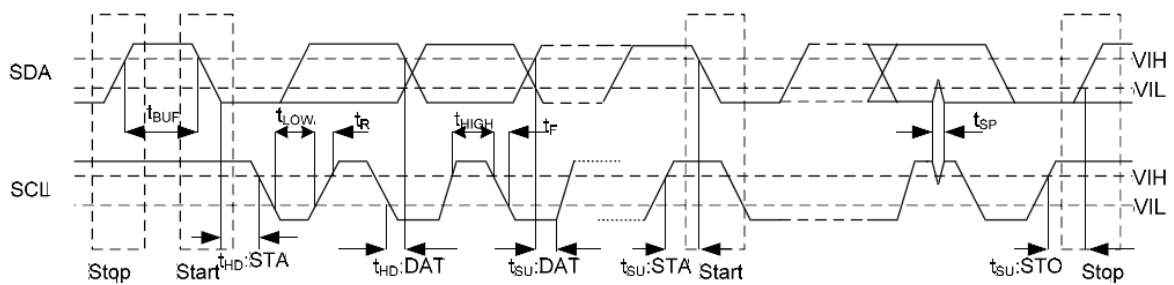 SDA
VIH
VIL
tBUF
tLOW
tR
tHIGH
tF
tSP
SCL
VIH
VIL
tHD:STA
tHD:DAT
tSU:DAT
tSU:STA
tSU:STO
Stop
Start
Start
Stop